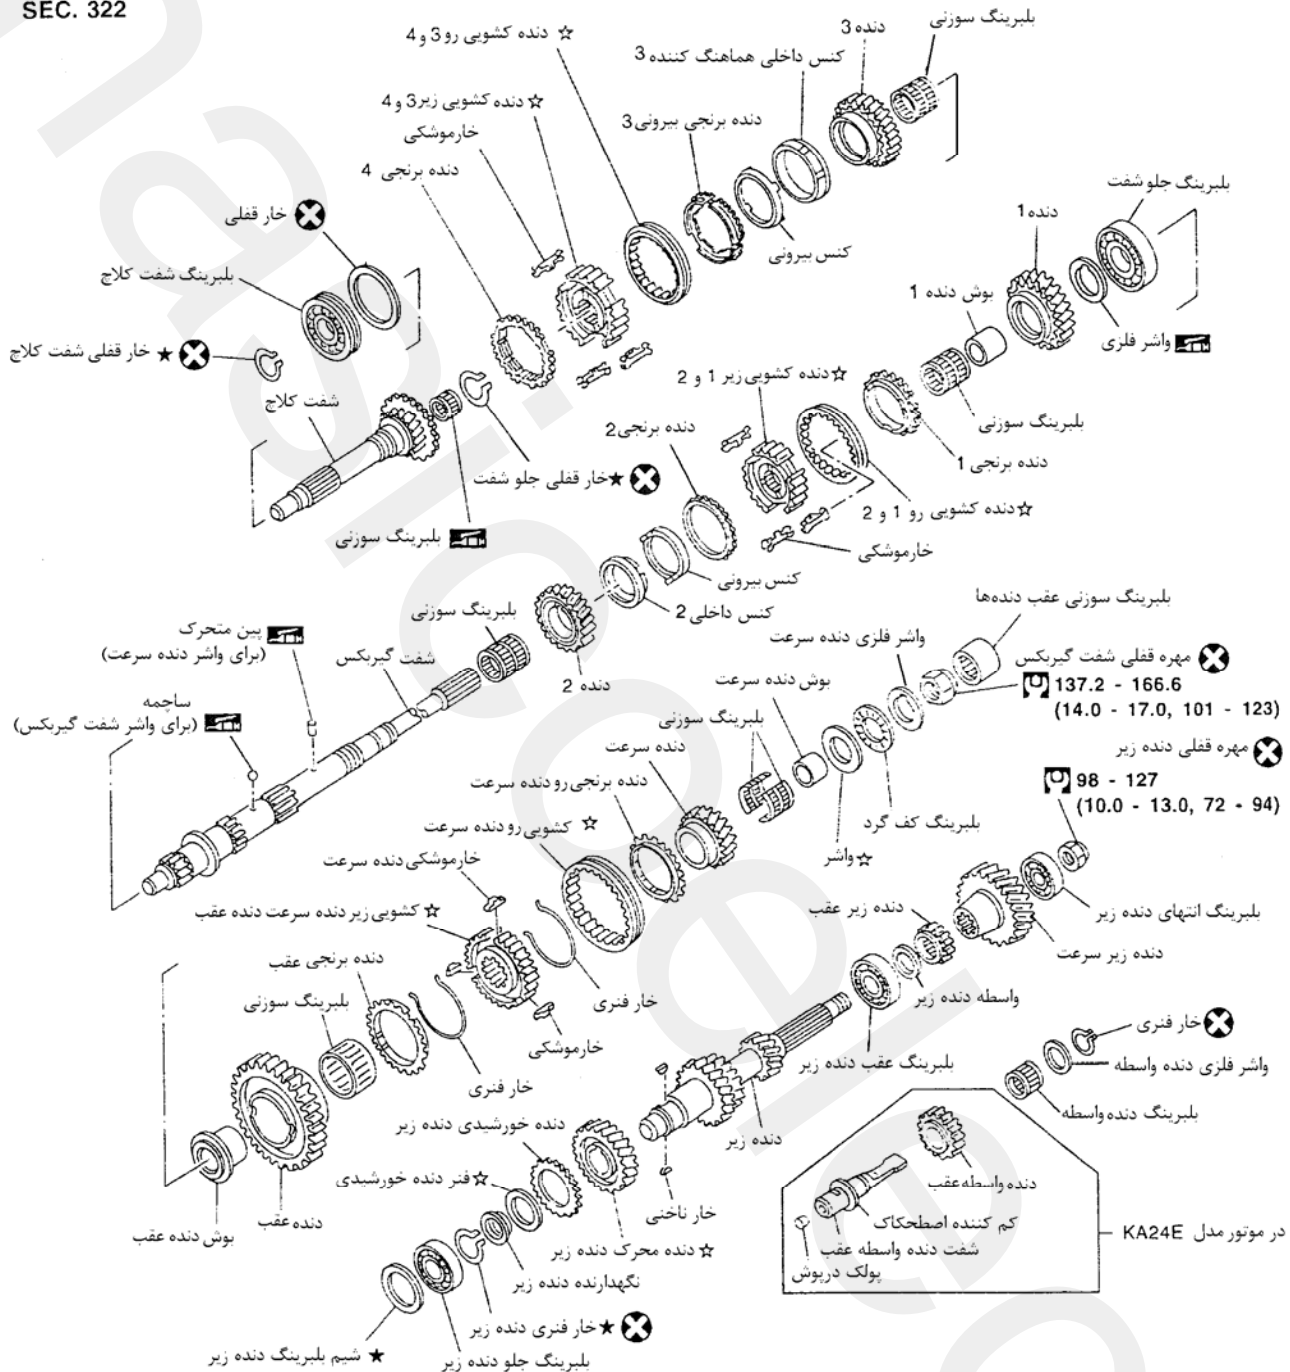 SEC. 322
بلبرینگ سوزنی
دنده 3
☆ دنده کشویی رو 3 و 4
کنس داخلی هماهنگ کننده 3
☆ دنده کشویی زیر 3 و 4
دنده برنجی بیرونی 3
خارموشکی
دنده برنجی 4
بلبرینگ جلو شفت
خار قفلی
دنده 1
کنس بیرونی
بلبرینگ شفت کلاچ
بوش دنده 1
واشر فلزی
★ خار قفلی شفت کلاچ
☆ دنده کشویی زیر 1 و 2
شفت کلاچ
بلبرینگ سوزنی
دنده برنجی 2
دنده برنجی 1
★ خار قفلی جلو شفت
☆ دنده کشویی رو 1 و 2
بلبرینگ سوزنی
خارموشکی
کنس بیرونی
بلبرینگ سوزنی عقب دنده‌ها
کنس داخلی 2
بلبرینگ سوزنی
پین متحرک
(برای واشر دنده سرعت)
واشر فلزی دنده سرعت
شفت گیربکس
مهره قفلی شفت گیربکس
137.2 - 166.6
(14.0 - 17.0, 101 - 123)
دنده 2
بوش دنده سرعت
ساچمه
(برای واشر شفت گیربکس)
بلبرینگ سوزنی
دنده سرعت
مهره قفلی دنده زیر
98 - 127
(10.0 - 13.0, 72 - 94)
دنده برنجی رو دنده سرعت
بلبرینگ کف گرد
☆ کشویی رو دنده سرعت
☆ واشر
خارموشکی دنده سرعت
☆ کشویی زیر دنده سرعت دنده عقب
دنده زیر عقب
بلبرینگ انتهای دنده زیر
دنده زیر سرعت
دنده برنجی عقب
خار فنری
واسطه دنده زیر
بلبرینگ سوزنی
خارموشکی
خار فنری
خار فنری
بلبرینگ عقب دنده زیر
واشر فلزی دنده واسطه
بلبرینگ دنده واسطه
دنده خورشیدی دنده زیر
دنده زیر
☆ فنر دنده خورشیدی
دنده واسطه عقب
خار ناخنی
کم کننده اصطحکاک
دنده عقب
بوش دنده عقب
☆ دنده محرک دنده زیر
شفت دنده واسطه عقب
در موتور مدل KA24E
پولک درپوش
نگهدارنده دنده زیر
★ خار فنری دنده زیر
★ شیم بلبرینگ دنده زیر
بلبرینگ جلو دنده زیر